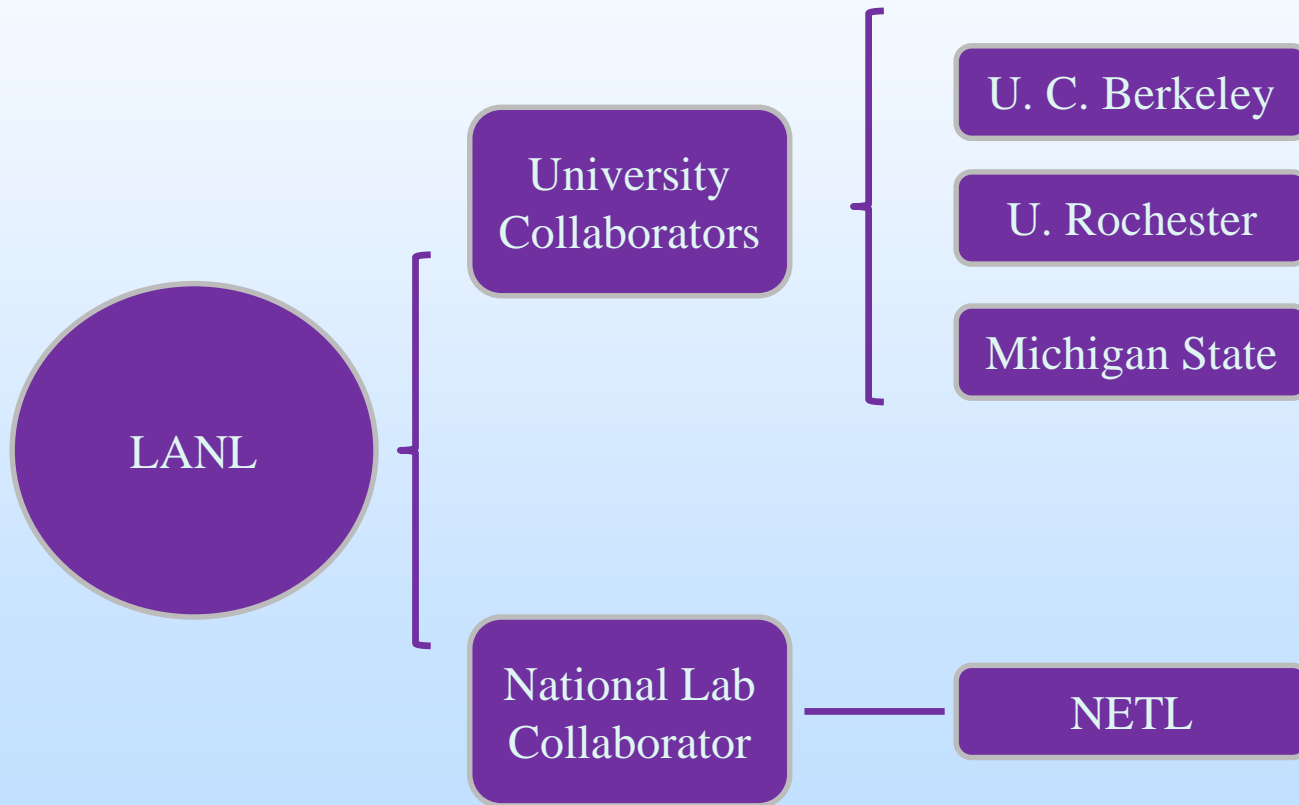 LANL
University
Collaborators
U. C. Berkeley
U. Rochester
Michigan State
National Lab
Collaborator
NETL